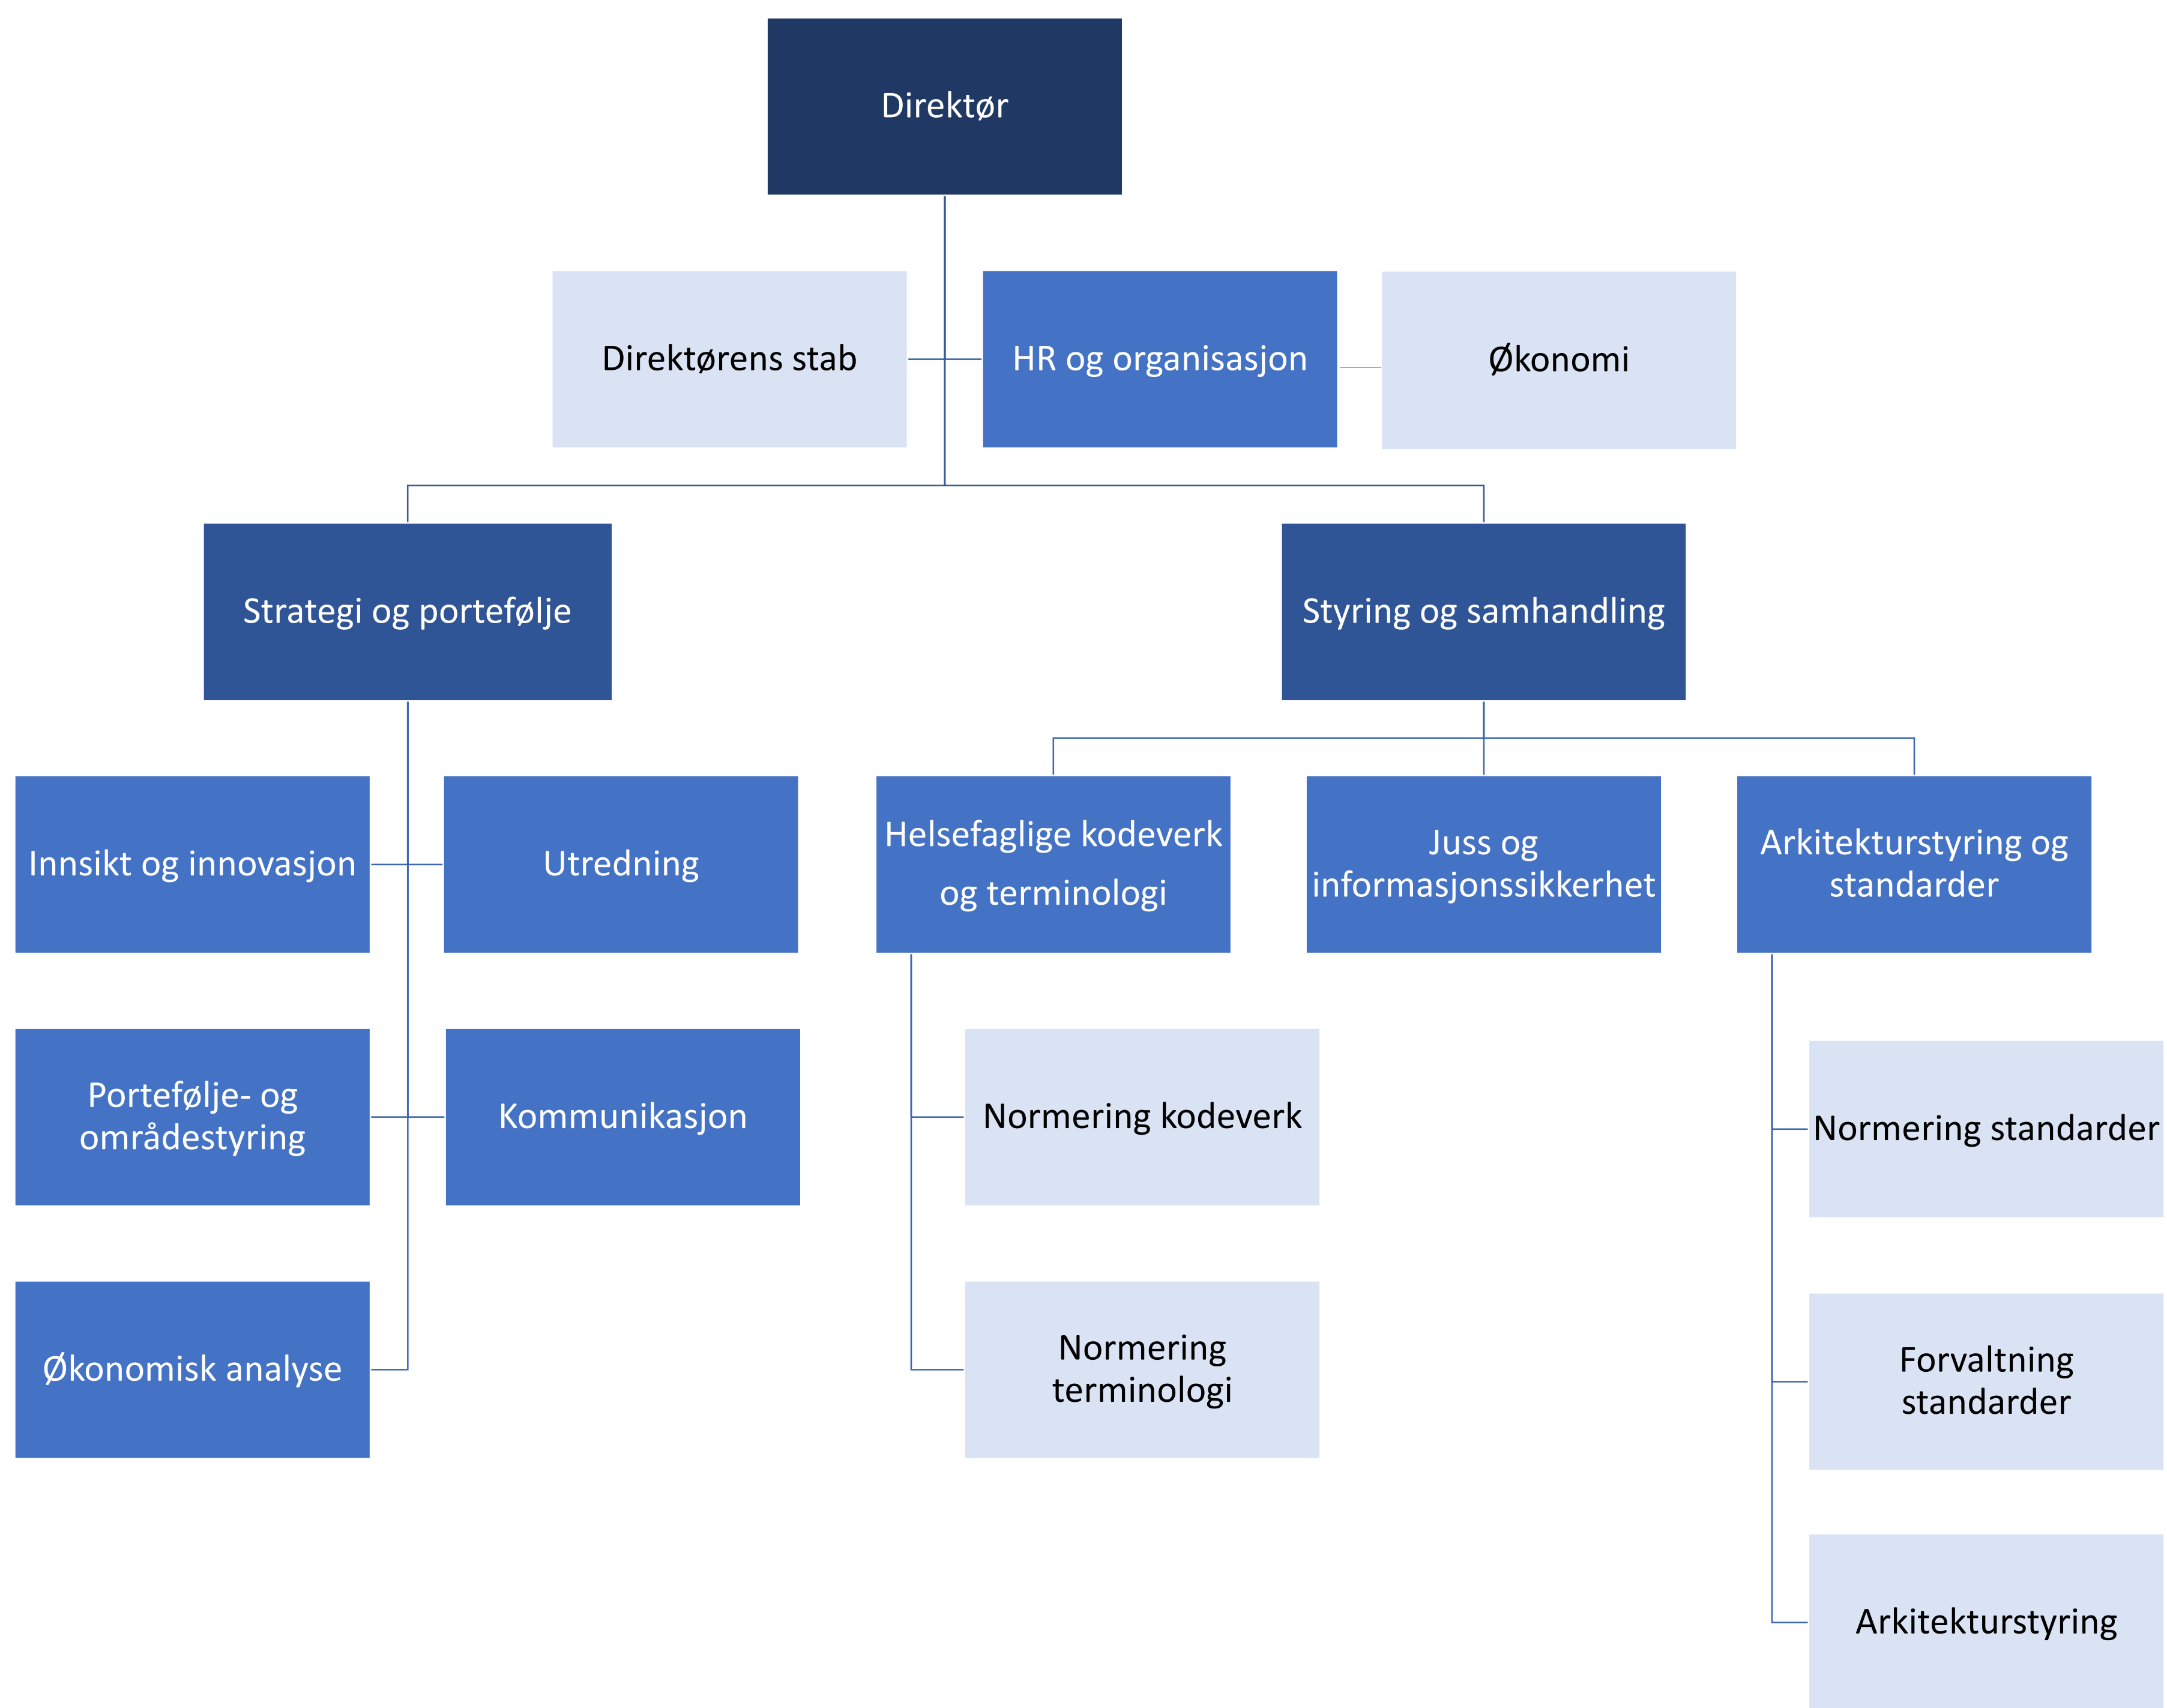 Direktør
Direktørens stab
HR og organisasjon
Økonomi
Strategi og portefølje
Styring og samhandling
Innsikt og innovasjon
Utredning
Helsefaglige kodeverk
og terminologi
Juss og
informasjonssikkerhet
Arkitekturstyring og
standarder
Portefølje- og
områdestyring
Kommunikasjon
Normering kodeverk
Normering standarder
Økonomisk analyse
Normering
terminologi
Forvaltning
standarder
Arkitekturstyring